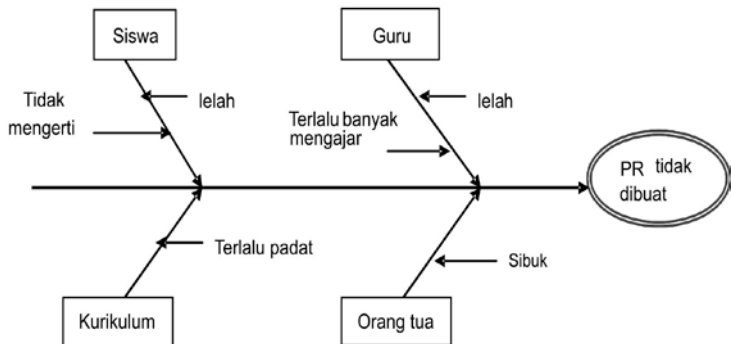 Siswa
Guru
Tidak
mengerti
lelah
lelah
Terlalu banyak
mengajar
PR tidak
dibuat
Terlalu padat
Sibuk
Kurikulum
Orang tua